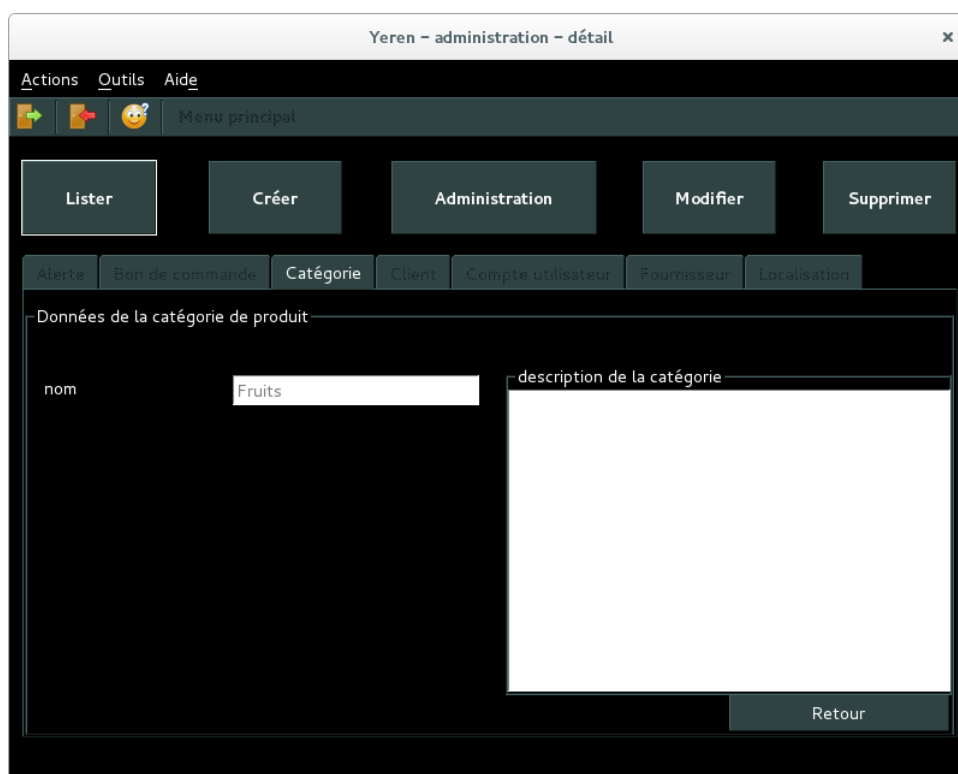 Yeren – administration – détail
Actions Outils Aide
Menu principal
Lister Créer Administration Modifier Supprimer
Alerte Bon de commande Catégorie Client Compte utilisateur Fournisseur Localisation
Données de la catégorie de produit
description de la catégorie
nom Fruits
Retour